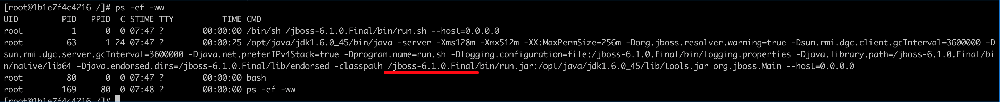 [root@1b1e7f4c4216 /]# ps -ef -ww
UID         PID   PPID  C STIME TTY          TIME CMD
root          1      0  0 07:47 ?        00:00:00 /bin/sh /jboss-6.1.0.Final/bin/run.sh --host=0.0.0.0
root         63      1 24 07:47 ?        00:00:25 /opt/java/jdk1.6.0_45/bin/java -server -Xms128m -Xmx512m -XX:MaxPermSize=256m -Dorg.jboss.resolver.warning=true -Dsun.rmi.dgc.client.gcInterval=3600000 -D
sun.rmi.dgc.server.gcInterval=3600000 -Djava.net.preferIPv4Stack=true -Dprogram.name=run.sh -Dlogging.configuration=file:/jboss-6.1.0.Final/bin/logging.properties -Djava.library.path=/jboss-6.1.0.Final/bi
n/native/lib64 -Djava.endorsed.dirs=/jboss-6.1.0.Final/lib/endorsed -classpath /jboss-6.1.0.Final/bin/run.jar:/opt/java/jdk1.6.0_45/lib/tools.jar org.jboss.Main --host=0.0.0.0
root         80      0  0 07:47 ?        00:00:00 bash
root        169     80  0 07:48 ?        00:00:00 ps -ef -ww
[root@1b1e7f4c4216 /]#